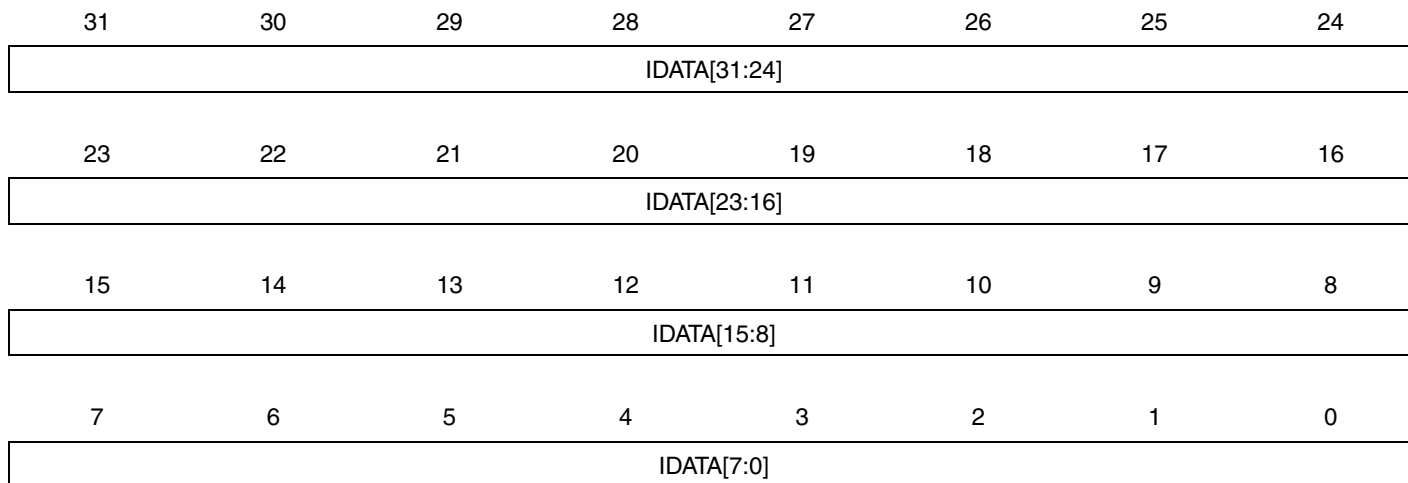 31 30 29 28 27 26 25 24
IDATA[31:24]
23 22 21 20 19 18 17 16
IDATA[23:16]
15 14 13 12 11 10 9 8
IDATA[15:8]
7 6 5 4 3 2 1 0
IDATA[7:0]